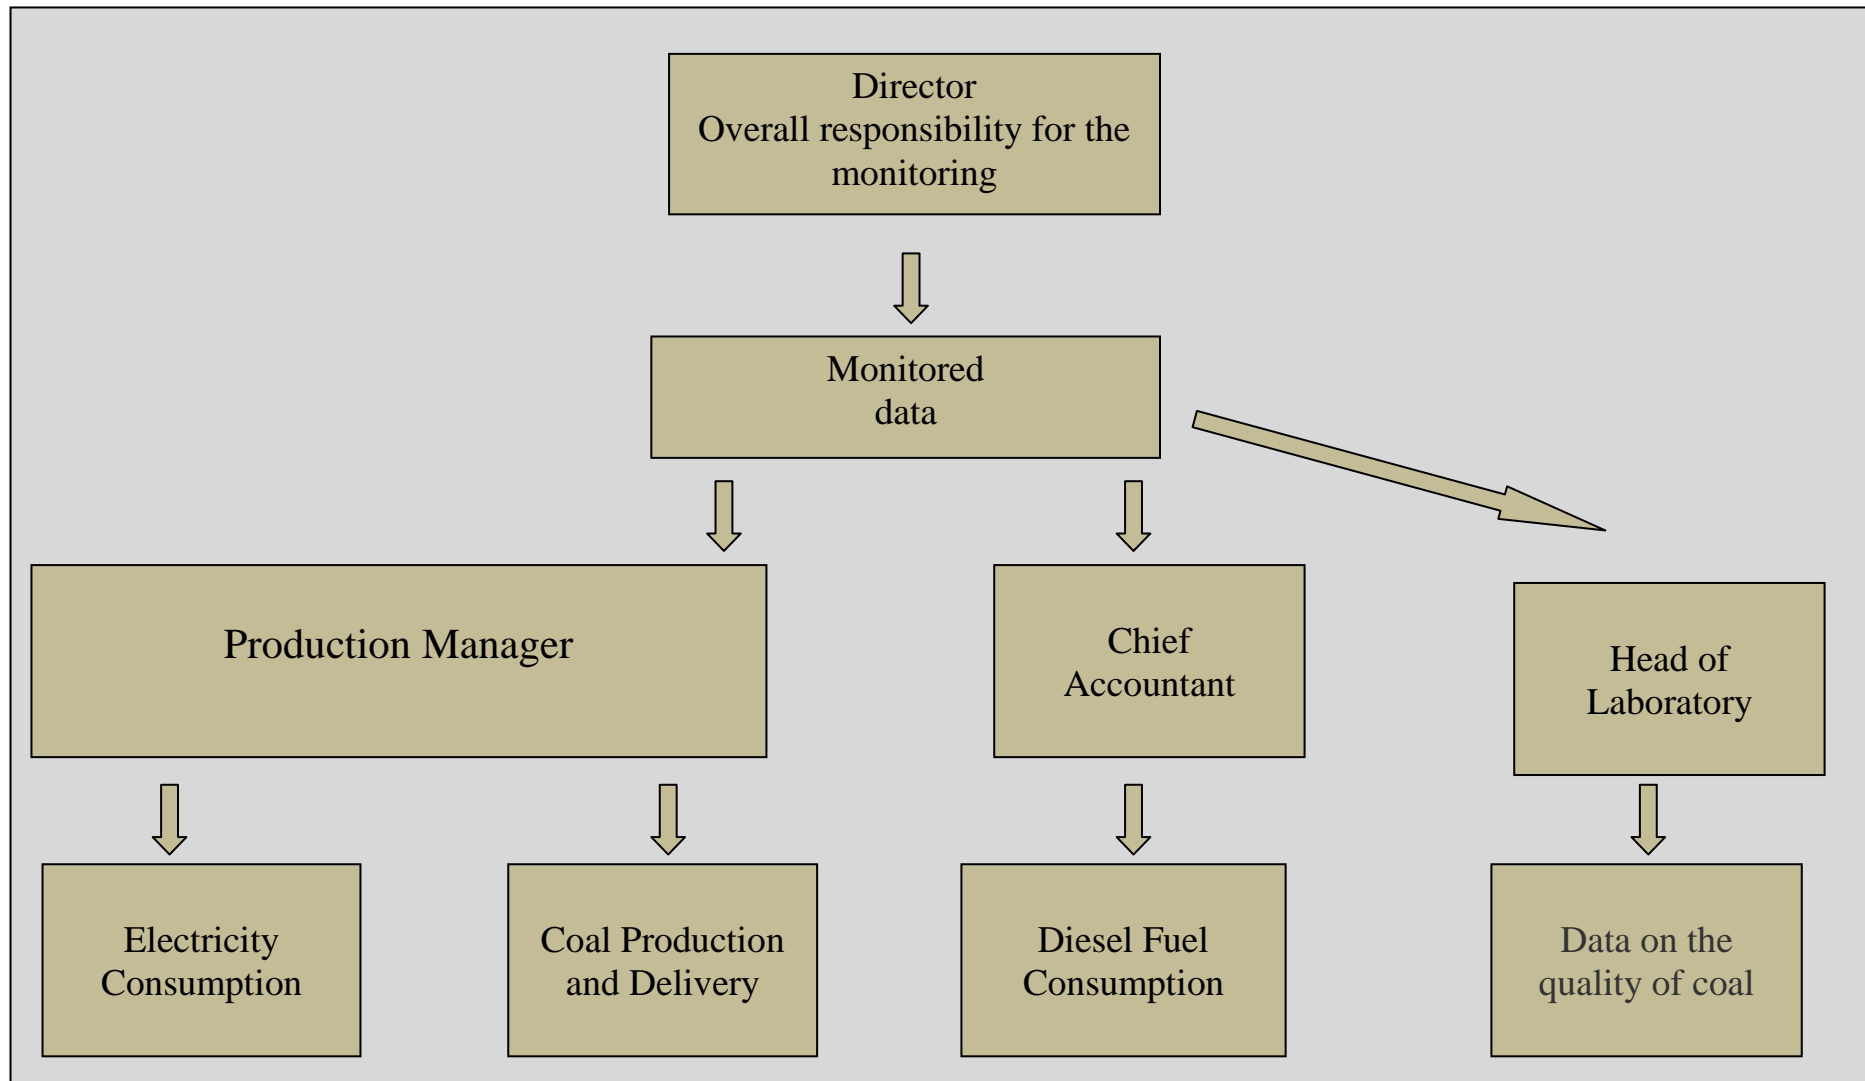 Director
Overall responsibility for the
monitoring
Monitored
data
Production Manager
Chief
Accountant
Head of
Laboratory
Electricity
Consumption
Coal Production
and Delivery
Diesel Fuel
Consumption
Data on the
quality of coal